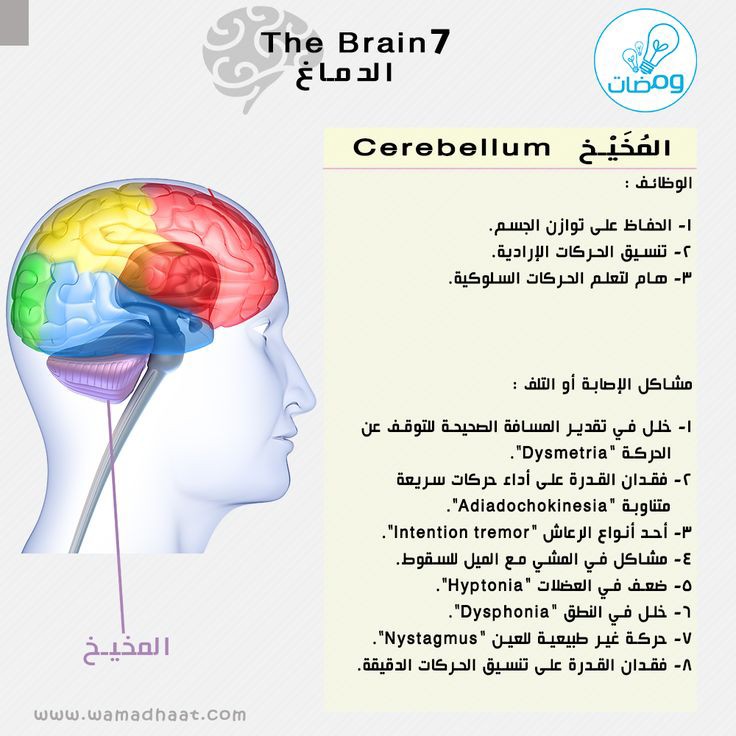 The Brain7
الدماغ
ومضات
المُخَيْخ Cerebellum
الوظائف :
١- الحفاظ على توازن الجسم.
٢- تنسيق الحركات الإرادية.
٣- هام لتعلم الحركات السلوكية.
مشاكل الإصابة أو التلف :
١- خلل في تقدير المسافة الصحيحة للتوقف عن
الحركة "Dysmetria".
٢- فقدان القدرة على أداء حركات سريعة
متناوبة "Adiadochokinesia".
٣- أحد أنواع الرعاش "Intention tremor".
٤- مشاكل في المشي مع الميل للسقوط.
٥- ضعف في العضلات "Hyptonia".
٦- خلل في النطق "Dysphonia".
٧- حركة غير طبيعية للعين "Nystagmus".
٨- فقدان القدرة على تنسيق الحركات الدقيقة.
المخيخ
www.wamadhaat.com